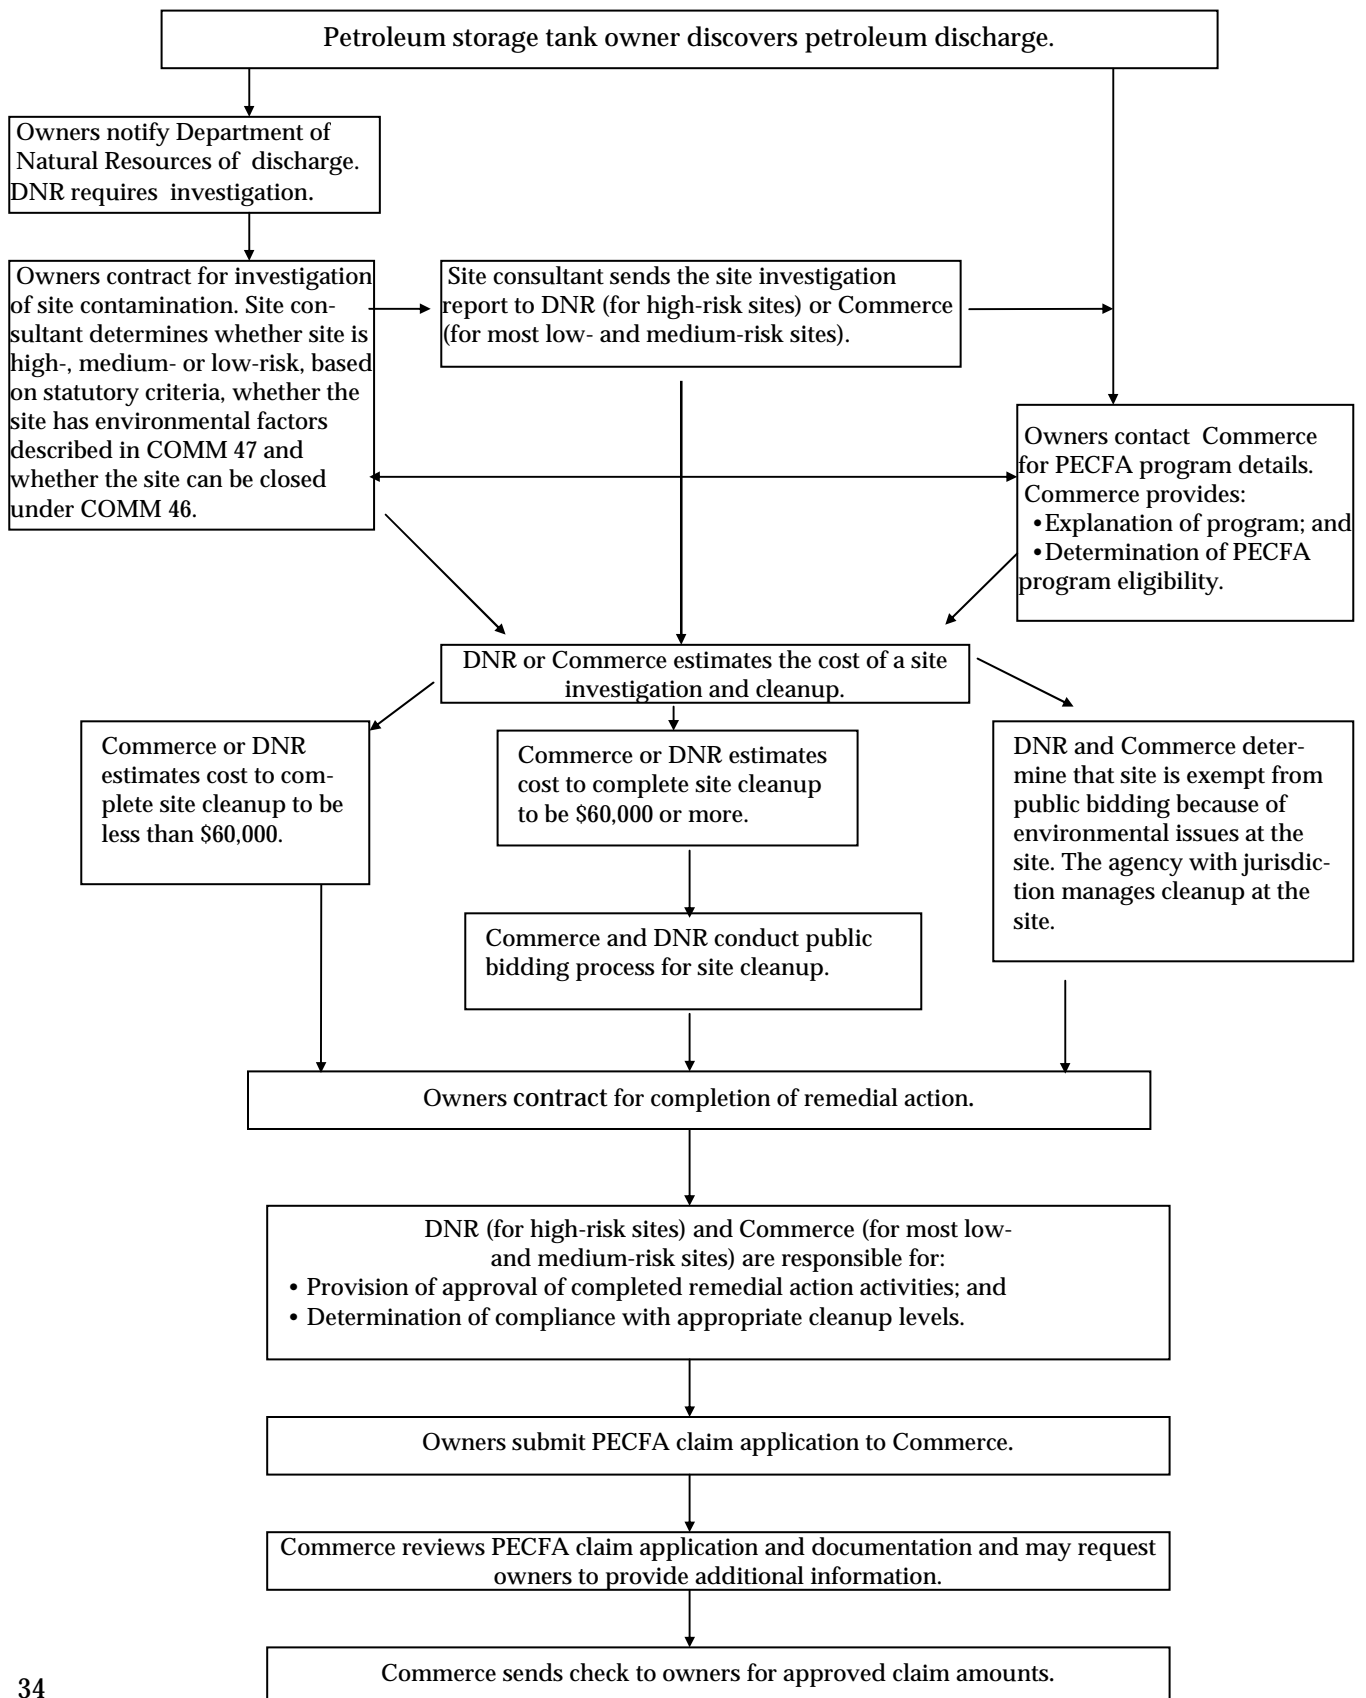 Petroleum storage tank owner discovers petroleum discharge.
Owners notify Department of
Natural Resources of discharge.
DNR requires investigation.
Owners contract for investigation
of site contamination. Site con-
sultant determines whether site is
high-, medium- or low-risk, based
on statutory criteria, whether the
site has environmental factors
described in COMM 47 and
whether the site can be closed
under COMM 46.
Site consultant sends the site investigation
report to DNR (for high-risk sites) or Commerce
(for most low- and medium-risk sites).
Owners contact Commerce
for PECFA program details.
Commerce provides:
•Explanation of program; and
•Determination of PECFA
program eligibility.
DNR or Commerce estimates the cost of a site
investigation and cleanup.
Commerce or DNR
estimates cost to com-
plete site cleanup to be
less than $60,000.
Commerce or DNR estimates
cost to complete site cleanup
to be $60,000 or more.
DNR and Commerce deter-
mine that site is exempt from
public bidding because of
environmental issues at the
site. The agency with jurisdic-
tion manages cleanup at the
site.
Commerce and DNR conduct public
bidding process for site cleanup.
Owners contract for completion of remedial action.
DNR (for high-risk sites) and Commerce (for most low-
and medium-risk sites) are responsible for:
• Provision of approval of completed remedial action activities; and
• Determination of compliance with appropriate cleanup levels.
Owners submit PECFA claim application to Commerce.
Commerce reviews PECFA claim application and documentation and may request
owners to provide additional information.
Commerce sends check to owners for approved claim amounts.
34